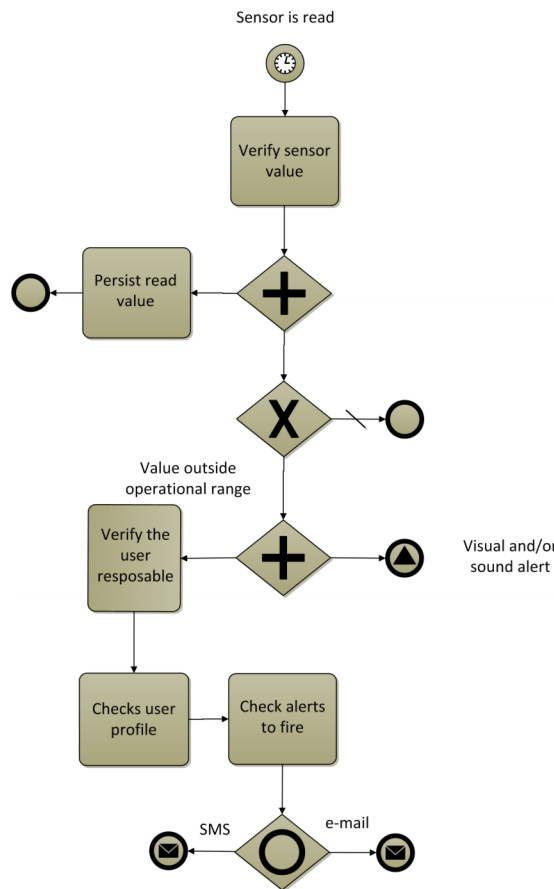 Sensor is read
Verify sensor
value
Persist read
value
Value outside
operational range
Verify the
user
resposable
Visual and/or
sound alert
Checks user
profile
Check alerts
to fire
SMS
e-mail